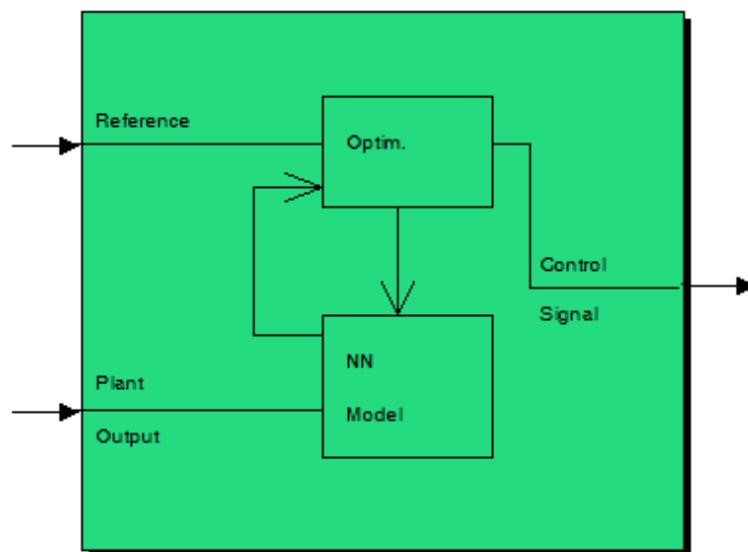 Reference
Optim.
Control
Signal
NN
Model
Plant
Output